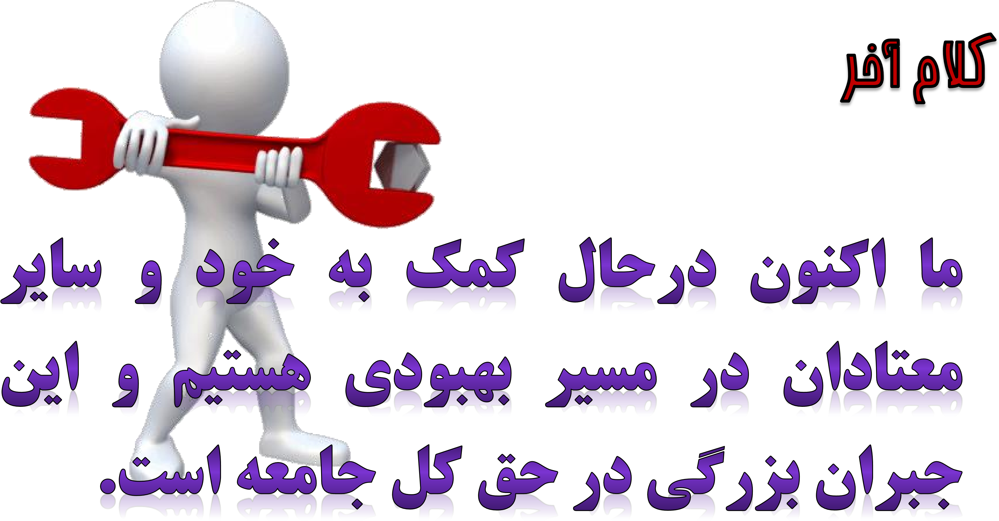 کلام آخر
ما اکنون درحال کمک به خود و سایر
معتادان در مسیر بهبودی هستیم و این
جبران بزرگی در حق کل جامعه است.